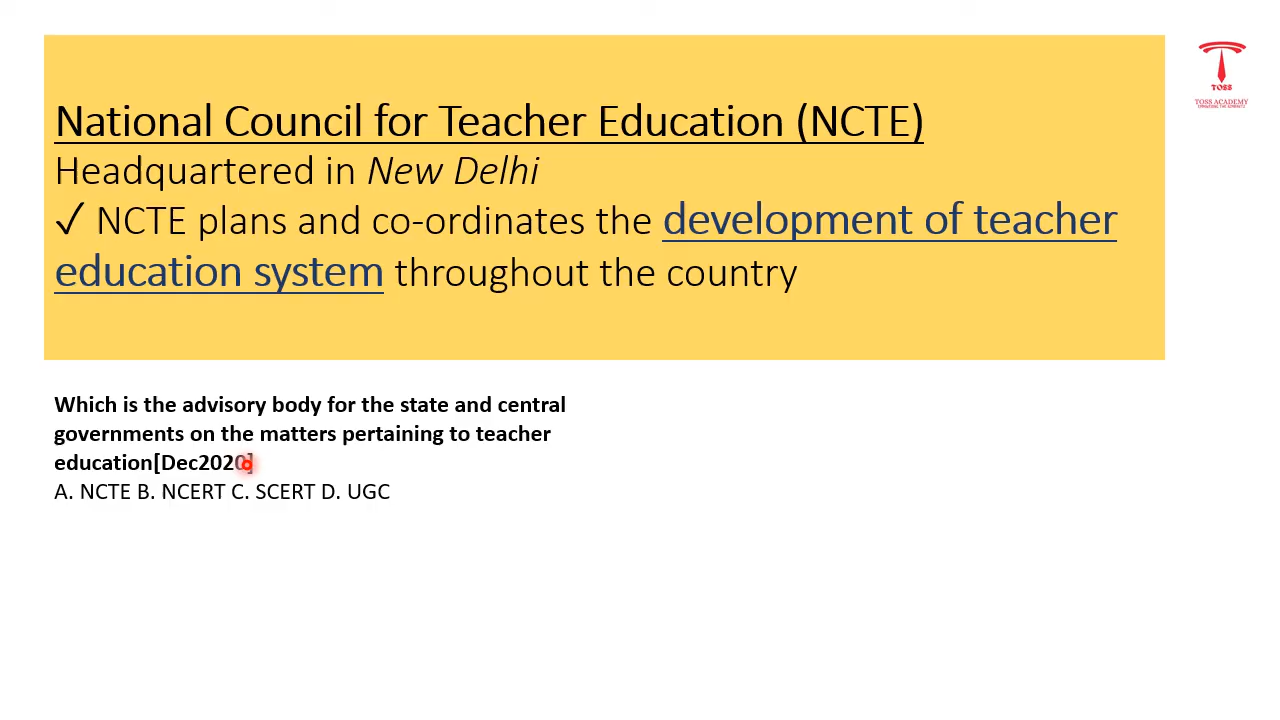 National Council for Teacher Education (NCTE)
Headquartered in New Delhi
✓ NCTE plans and co-ordinates the development of teacher
education system throughout the country
TOSS
TOSS ACADEMY
Which is the advisory body for the state and central
governments on the matters pertaining to teacher
education[Dec2020]
A. NCTE B. NCERT C. SCERT D. UGC